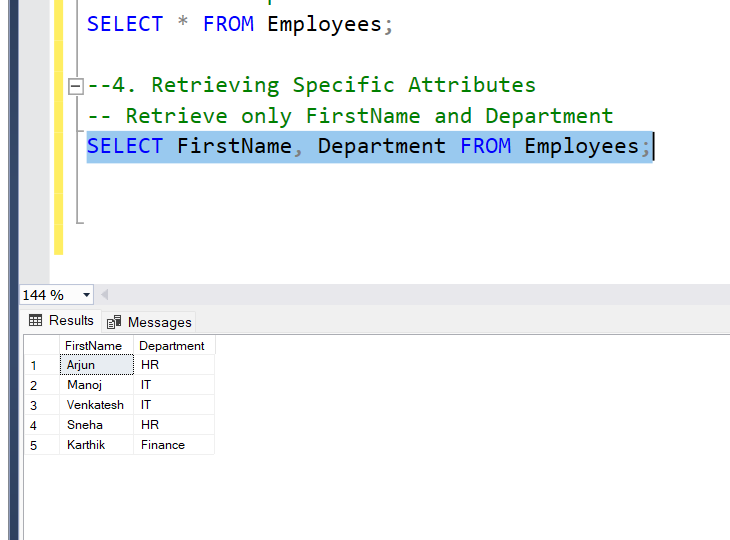 SELECT * FROM Employees;
--4. Retrieving Specific Attributes
-- Retrieve only FirstName and Department
SELECT FirstName, Department FROM Employees;
144 %
Results Messages
FirstName Department
1 Arjun HR
2 Manoj IT
3 Venkatesh IT
4 Sneha HR
5 Karthik Finance